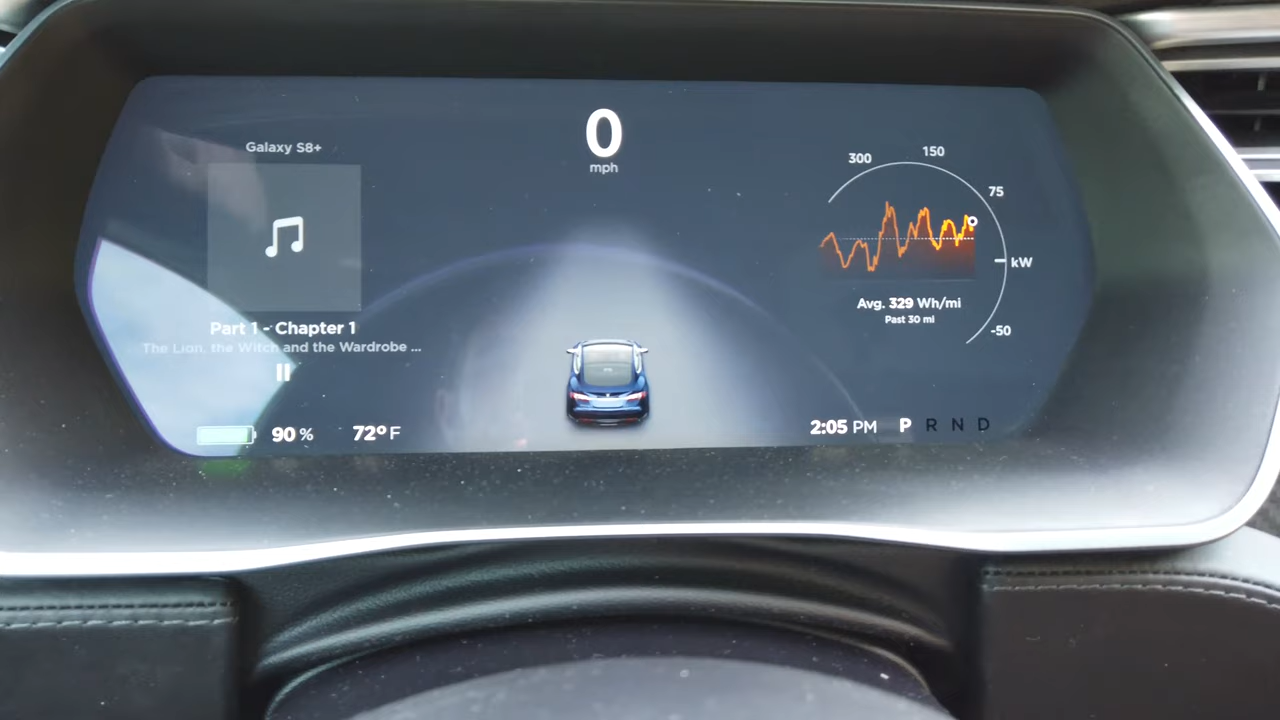 0
mph
Galaxy S8+
Part 1 - Chapter 1
The Lion, the Witch and the Wardrobe ...
90 %
72° F
300
150
75
kW
-50
Avg. 329 Wh/mi
Past 30 mi
2:05 PM
P R N D